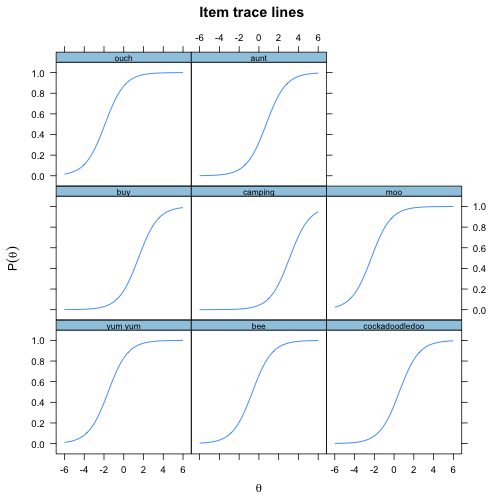 Item trace lines
-6 -4 -2 0 2 4 6
ouch aunt
1.0
0.8
0.6
0.4
0.2
0.0
buy camping moo
1.0
0.8
0.6
0.4
0.2
0.0
P(θ)
yum yum bee cockadoodledoo
1.0
0.8
0.6
0.4
0.2
0.0
-6 -4 -2 0 2 4 6 -6 -4 -2 0 2 4 6
θ